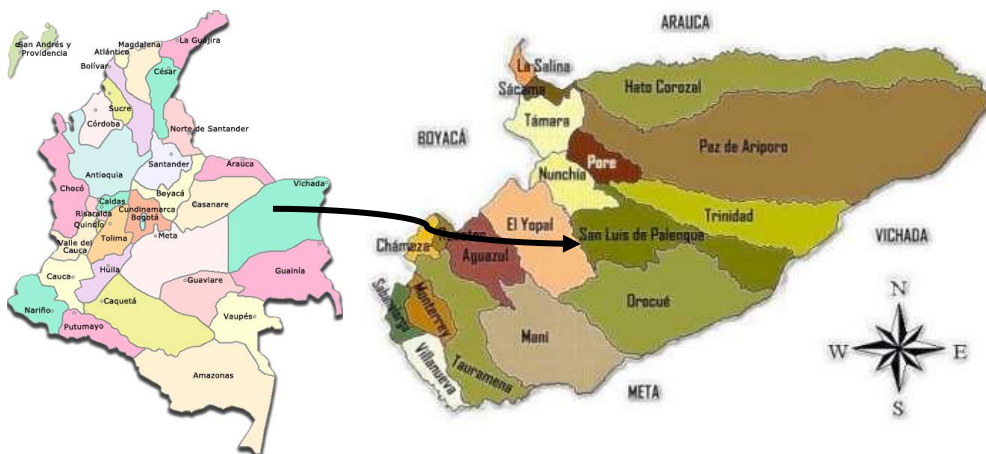 San Andrés y
Providencia
La Guajira
Magdalena
Atlántico
Bolívar
César
Sucre
Córdoba
Norte de Santander
Santander
Antioquia
Arauca
Chocó
Boyacá
Vichada
Caldas
Risaralda
Cundinamarca
Casanare
Bogotá
Quindío
Tolima
Meta
Valle del
Cauca
Huila
Cauca
Guainía
Guaviare
Caquetá
Nariño
Putumayo
Vaupés
Amazonas
ARAUCA
La Salina
Sácama
Hato Corozal
Támara
BOYACÁ
Pore
Paz de Ariporo
Nunchía
Trinidad
El Yopal
San Luis de Palenque
VICHADA
Chámeza
Aguazul
Orocué
Monterrey
Maní
Villanueva
Tauramena
META
N
W
E
S